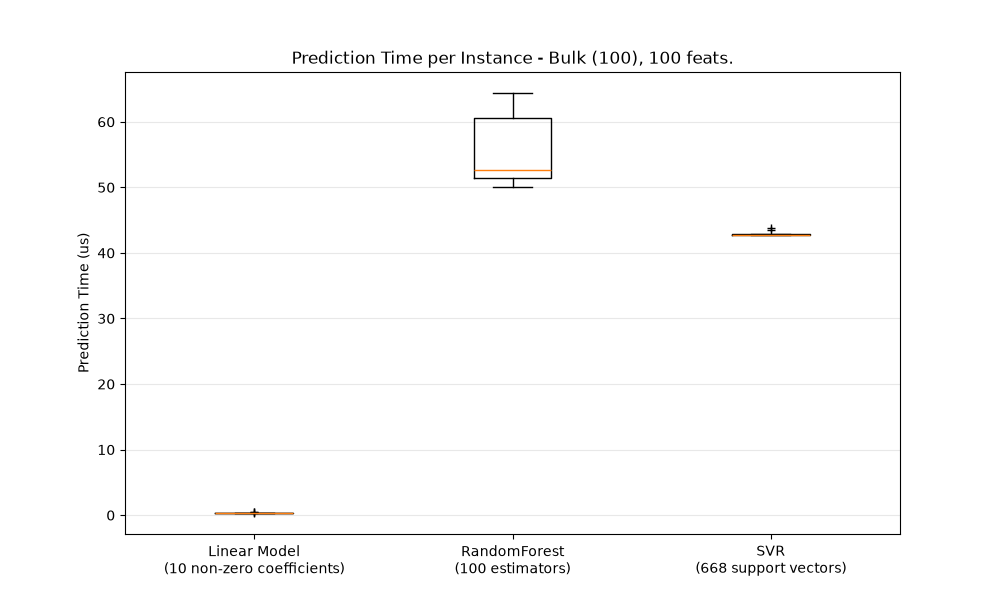 Prediction Time per Instance - Bulk (100), 100 feats.
Prediction Time (us)
60
50
40
30
20
10
0
Linear Model
(10 non-zero coefficients)
RandomForest
(100 estimators)
SVR
(668 support vectors)